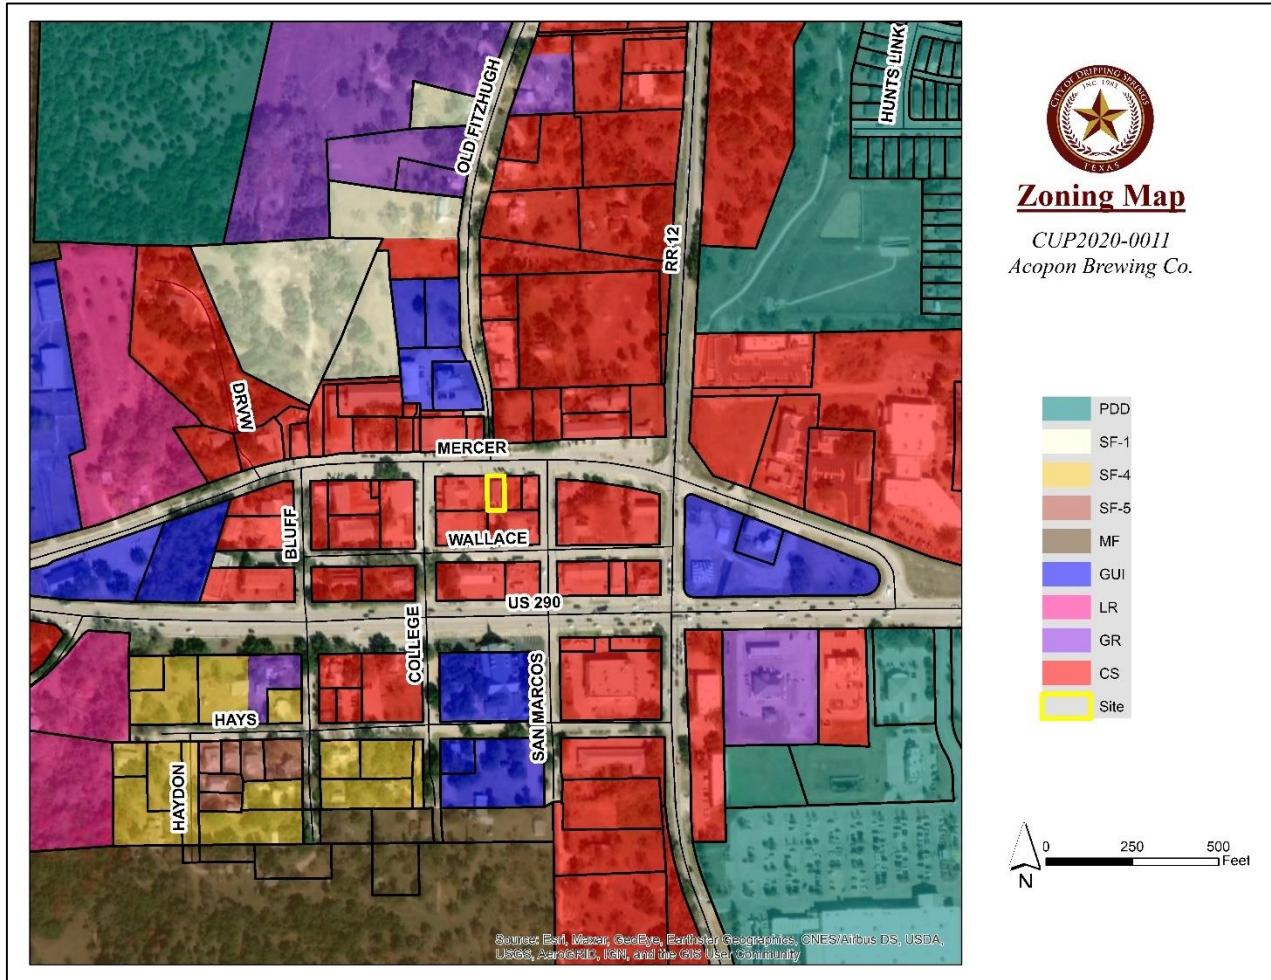 HUNTS LINK
OLD FITZHUGH
RR 12
DRVW
MERCER
BLUFF
WALLACE
US 290
COLLEGE
SAN MARCOS
HAYS
HAYDON
Source: Esri, Maxar, GeoEye, Earthstar Geographics, CNES/Airbus DS, USDA,
USGS, AeroGRID, IGN, and the GIS User Community
CITY OF DRIPPING SPRINGS
INC. 1981
TEXAS
Zoning Map
CUP2020-0011
Acopon Brewing Co.
PDD
SF-1
SF-4
SF-5
MF
GUI
LR
GR
CS
Site
0 250 500
Feet
N